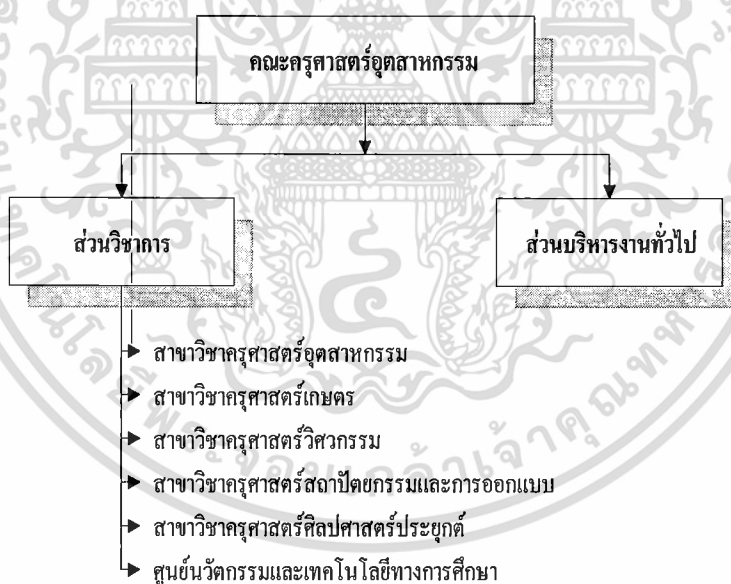 คณะครุศาสตร์อุตสาหกรรม
ส่วนวิชาการ
ส่วนบริหารงานทั่วไป
สาขาวิชาครุศาสตร์อุตสาหกรรม
สาขาวิชาครุศาสตร์เกษตร
สาขาวิชาครุศาสตร์วิศวกรรม
สาขาวิชาครุศาสตร์สถาปัตยกรรมและการออกแบบ
สาขาวิชาครุศาสตร์ศิลปศาสตร์ประยุกต์
ศูนย์นวัตกรรมและเทคโนโลยีทางการศึกษา